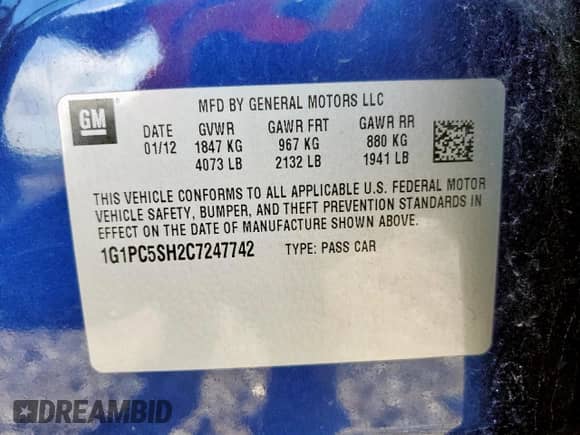 GM
MFD BY GENERAL MOTORS LLC
DATE GVWR GAWR FRT GAWR RR
01/12 1847 KG 967 KG 880 KG
4073 LB 2132 LB 1941 LB
THIS VEHICLE CONFORMS TO ALL APPLICABLE U.S. FEDERAL MOTOR
VEHICLE SAFETY, BUMPER, AND THEFT PREVENTION STANDARDS IN
EFFECT ON THE DATE OF MANUFACTURE SHOWN ABOVE.
1G1PC5SH2C7247742 TYPE: PASS CAR
DREAMBID